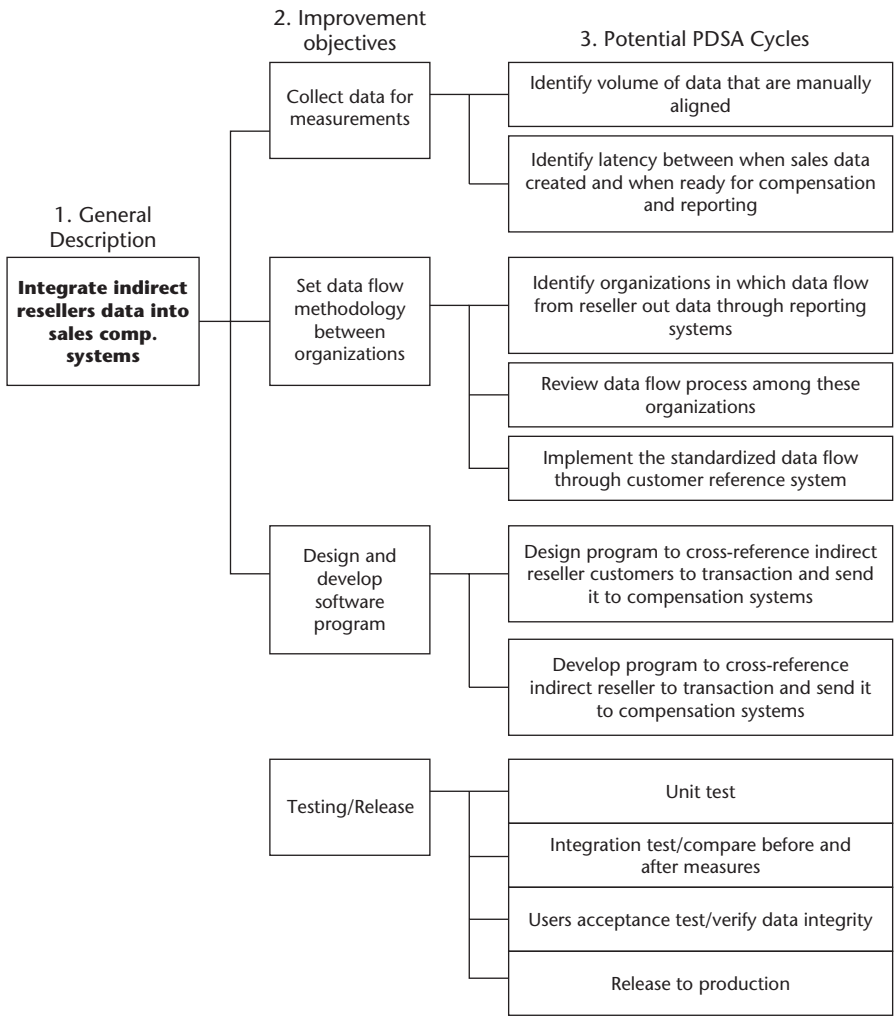 2. Improvement
objectives
3. Potential PDSA Cycles
1. General
Description
Integrate indirect
resellers data into
sales comp.
systems
Collect data for
measurements
Identify volume of data that are manually
aligned
Identify latency between when sales data
created and when ready for compensation
and reporting
Set data flow
methodology
between
organizations
Identify organizations in which data flow
from reseller out data through reporting
systems
Review data flow process among these
organizations
Implement the standardized data flow
through customer reference system
Design and
develop
software
program
Design program to cross-reference indirect
reseller customers to transaction and send
it to compensation systems
Develop program to cross-reference
indirect reseller to transaction and send it
to compensation systems
Testing/Release
Unit test
Integration test/compare before and
after measures
Users acceptance test/verify data integrity
Release to production